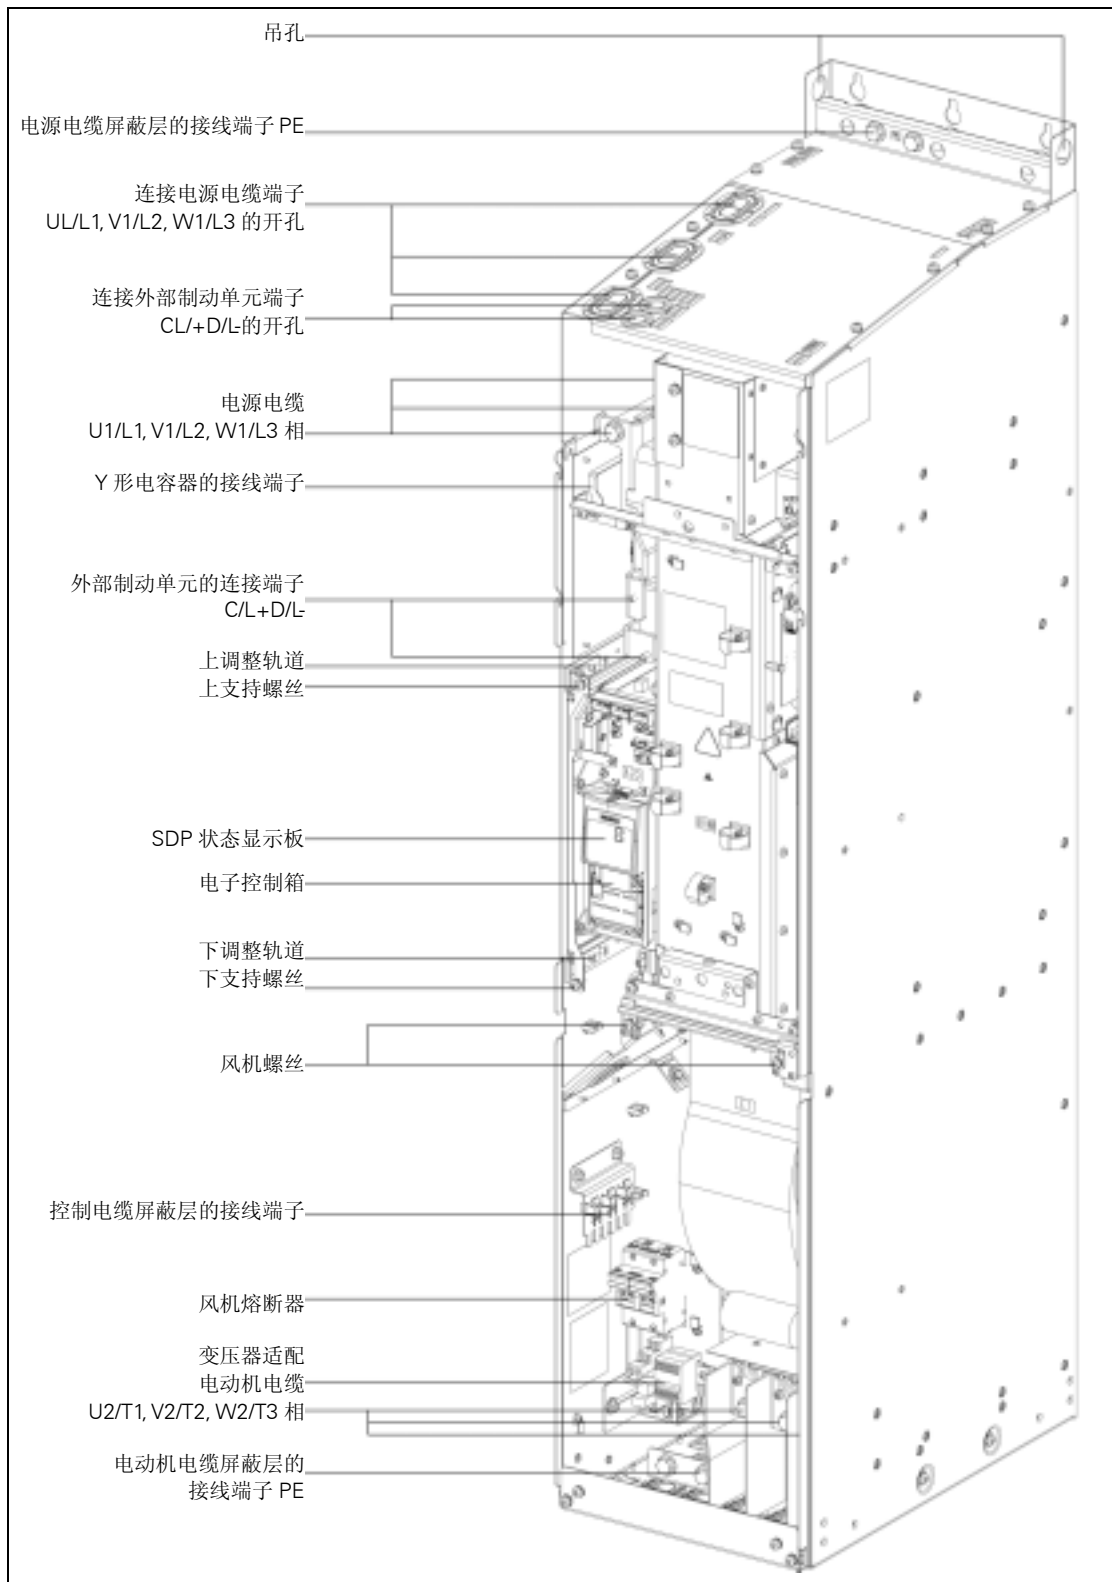 吊孔
电源电缆屏蔽层的接线端子 PE
连接电源电缆端子
UL/L1, V1/L2, W1/L3 的开孔
连接外部制动单元端子
CL/+D/L-的开孔
电源电缆
U1/L1, V1/L2, W1/L3 相
Y 形电容器的接线端子
外部制动单元的连接端子
C/L+D/L-
上调整轨道
上支持螺丝
SDP 状态显示板
电子控制箱
下调整轨道
下支持螺丝
风机螺丝
控制电缆屏蔽层的接线端子
风机熔断器
变压器适配
电动机电缆
U2/T1, V2/T2, W2/T3 相
电动机电缆屏蔽层的
接线端子 PE